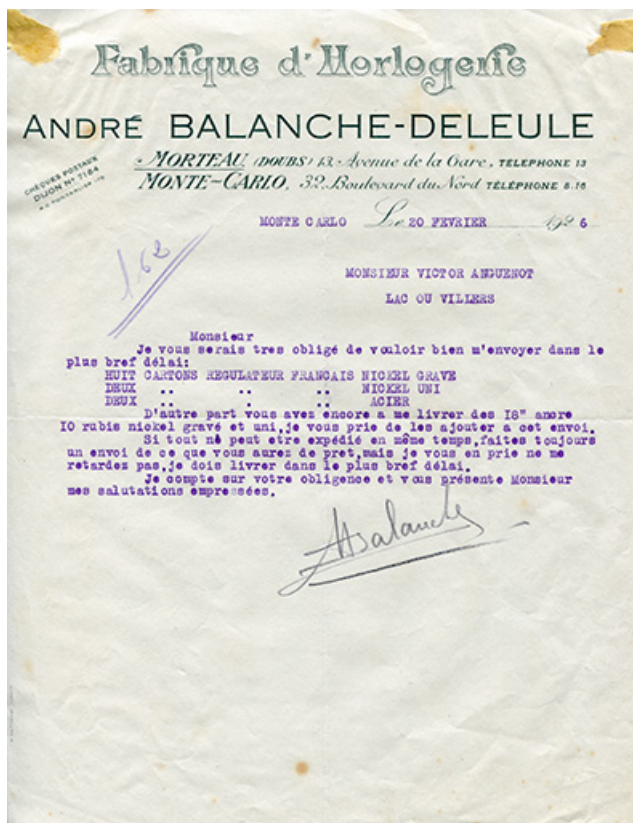 Fabrique d'Horlogerie
ANDRÉ BALANCHE-DELEULE
MORTEAU (DOUBS) 13. Avenue de la Gare, TELEPHONE 13
MONTE-CARLO, 32. Boulevard du Nord TÉLÉPHONE 8.16
CHÈQUES POSTAUX
DIJON N° 7184
MONTE CARLO Le 20 FEVRIER 1926
162
MONSIEUR VICTOR ANGUENOT
LAC OU VILLERS
Monsieur
Je vous serais tres obligé de vouloir bien m'envoyer dans le
plus bref délai:
HUIT CARTONS REGULATEUR FRANCAIS NICKEL GRAVE
DEUX .. .. .. NICKEL UNI
DEUX .. .. .. ACIER
D'autre part vous avez encore a me livrer des 18" ancre
IO rubis nickel gravé et uni, je vous prie de les ajouter a cet envoi.
Si tout ne peut etre expédié en même temps, faites toujours
un envoi de ce que vous aurez de pret, mais je vous en prie ne me
retardez pas, je dois livrer dans le plus bref délai.
Je compte sur votre obligence et vous présente Monsieur
mes salutations empressées.
ABalanche